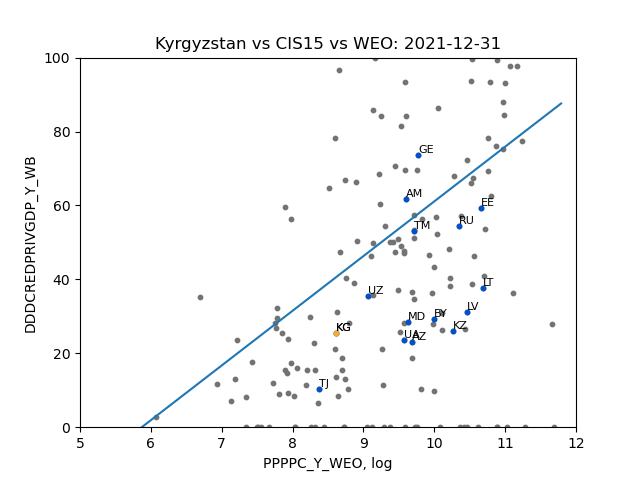 Kyrgyzstan vs CIS15 vs WEO: 2021-12-31
DDDCREDPRIVGDP_Y_WB
100
80
60
40
20
0
GE
AM
EE
RU
TM
UZ
LT
LV
BY
MD
KG
KZ
UA
AZ
TJ
5 6 7 8 9 10 11 12
PPPPC_Y_WEO, log